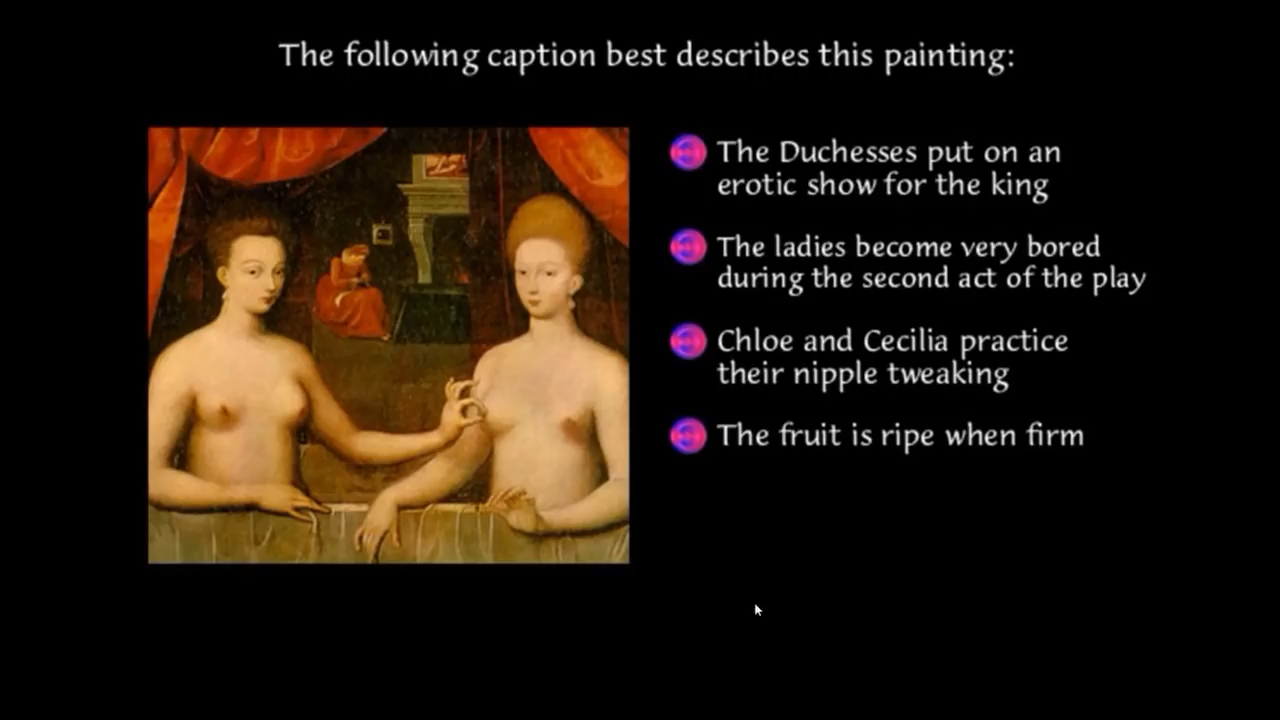 The following caption best describes this painting:
The Duchesses put on an
erotic show for the king
The ladies become very bored
during the second act of the play
Chloe and Cecilia practice
their nipple tweaking
The fruit is ripe when firm